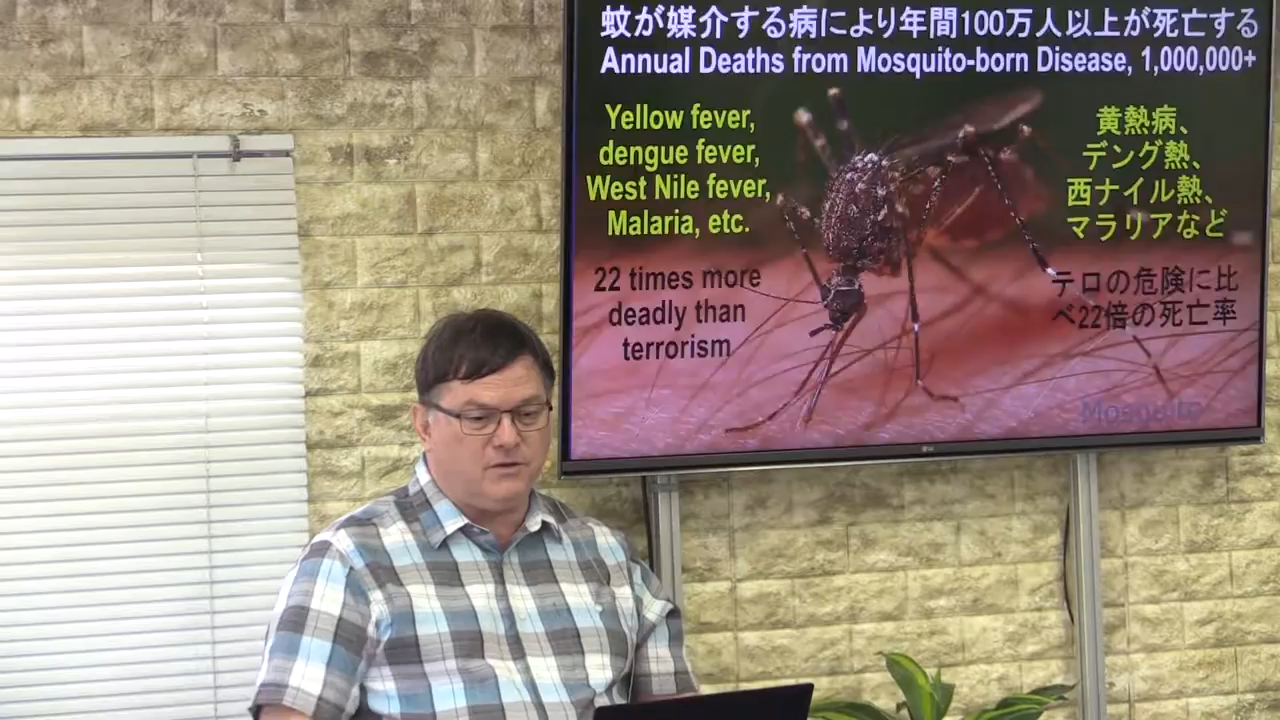 蚊が媒介する病により年間100万人以上が死亡する
Annual Deaths from Mosquito-born Disease, 1,000,000+
Yellow fever,
dengue fever,
West Nile fever,
Malaria, etc.
黄熱病、
デング熱、
西ナイル熱、
マラリアなど
22 times more
deadly than
terrorism
テロの危険に比
べ22倍の死亡率
Mosquito
LG